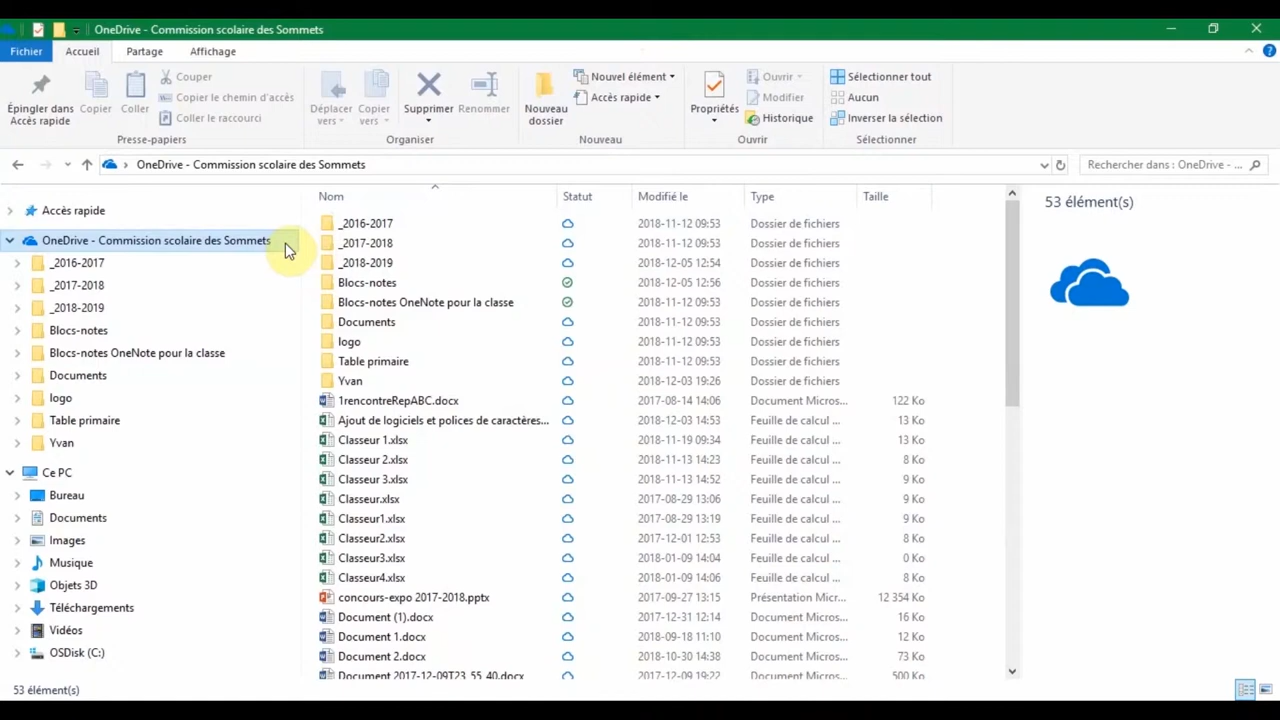 OneDrive - Commission scolaire des Sommets
Fichier Accueil Partage Affichage
Épingler dans Accès rapide
Copier
Coller
Couper
Copier le chemin d'accès
Coller le raccourci
Presse-papiers
Déplacer vers
Copier vers
Supprimer
Renommer
Organiser
Nouveau dossier
Nouvel élément
Accès rapide
Nouveau
Propriétés
Ouvrir
Modifier
Historique
Ouvrir
Sélectionner tout
Aucun
Inverser la sélection
Sélectionner
OneDrive - Commission scolaire des Sommets
Rechercher dans : OneDrive - ...
Accès rapide
OneDrive - Commission scolaire des Sommets
_2016-2017
_2017-2018
_2018-2019
Blocs-notes
Blocs-notes OneNote pour la classe
Documents
logo
Table primaire
Yvan
Ce PC
Bureau
Documents
Images
Musique
Objets 3D
Téléchargements
Vidéos
OSDisk (C:)
Nom Statut Modifié le Type Taille
_2016-2017 2018-11-12 09:53 Dossier de fichiers
_2017-2018 2018-11-12 09:53 Dossier de fichiers
_2018-2019 2018-12-05 12:54 Dossier de fichiers
Blocs-notes 2018-12-05 12:56 Dossier de fichiers
Blocs-notes OneNote pour la classe 2018-11-12 09:53 Dossier de fichiers
Documents 2018-11-12 09:53 Dossier de fichiers
logo 2018-11-12 09:53 Dossier de fichiers
Table primaire 2018-11-12 09:53 Dossier de fichiers
Yvan 2018-12-03 19:26 Dossier de fichiers
1rencontreRepABC.docx 2017-08-14 14:06 Document Micros... 122 Ko
Ajout de logiciels et polices de caractères... 2018-12-03 14:53 Feuille de calcul ... 13 Ko
Classeur 1.xlsx 2018-11-19 09:34 Feuille de calcul ... 13 Ko
Classeur 2.xlsx 2018-11-13 14:23 Feuille de calcul ... 8 Ko
Classeur 3.xlsx 2018-11-13 14:52 Feuille de calcul ... 9 Ko
Classeur.xlsx 2017-08-29 13:06 Feuille de calcul ... 9 Ko
Classeur1.xlsx 2017-08-29 13:19 Feuille de calcul ... 9 Ko
Classeur2.xlsx 2017-12-01 12:53 Feuille de calcul ... 8 Ko
Classeur3.xlsx 2018-01-09 14:04 Feuille de calcul ... 0 Ko
Classeur4.xlsx 2018-01-09 14:06 Feuille de calcul ... 8 Ko
concours-expo 2017-2018.pptx 2017-09-27 13:15 Présentation Micr... 12 354 Ko
Document (1).docx 2017-12-31 12:14 Document Micros... 16 Ko
Document 1.docx 2018-09-18 11:10 Document Micros... 12 Ko
Document 2.docx 2018-10-30 14:38 Document Micros... 73 Ko
Document 2017-12-09T23_55_40.docx 2017-12-09 19:22 Document Micros... 500 Ko
53 élément(s)
53 élément(s)